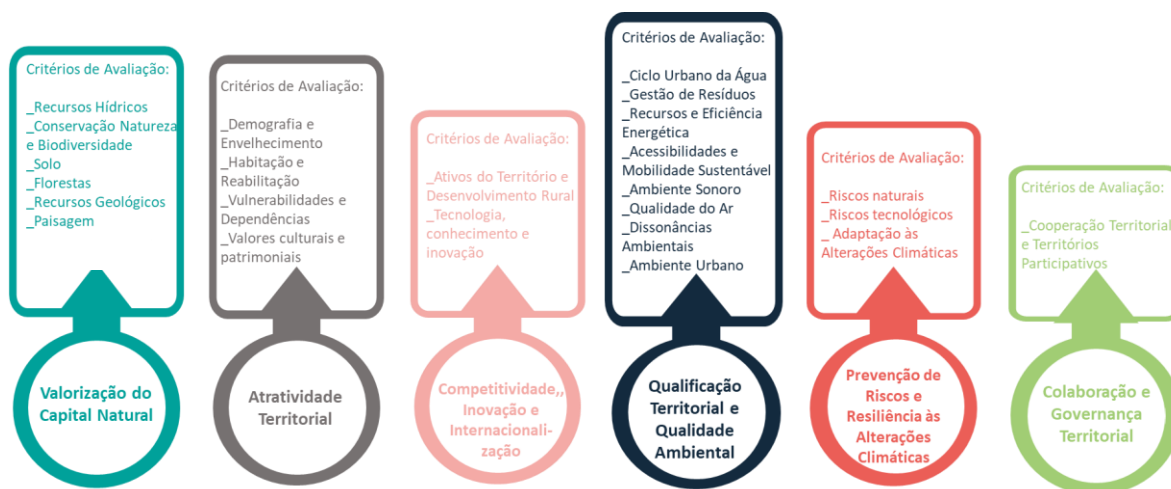 Critérios de Avaliação:
_Recursos Hídricos
_Conservação Natureza
e Biodiversidade
_Solo
_Florestas
_Recursos Geológicos
_Paisagem
Valorização do
Capital Natural
Critérios de Avaliação:
_Demografia e
Envelhecimento
_Habitação e
Reabilitação
_Vulnerabilidades e
Dependências
_Valores culturais e
patrimoniais
Atratividade
Territorial
Critérios de Avaliação:
_Ativos do Território e
Desenvolvimento Rural
_Tecnologia,
conhecimento e
inovação
Competitividade,,
Inovação e
Internacionali-
zação
Critérios de Avaliação:
_Ciclo Urbano da Água
_Gestão de Resíduos
_Recursos e Eficiência
Energética
_Acessibilidades e
Mobilidade Sustentável
_Ambiente Sonoro
_Qualidade do Ar
_Dissonâncias
Ambientais
_Ambiente Urbano
Qualificação
Territorial e
Qualidade
Ambiental
Critérios de Avaliação:
_Riscos naturais
_Riscos tecnológicos
_ Adaptação às
Alterações Climáticas
Prevenção de
Riscos e
Resiliência às
Alterações
Climáticas
Critérios de Avaliação:
_Cooperação Territorial
e Territórios
Participativos
Colaboração e
Governança
Territorial